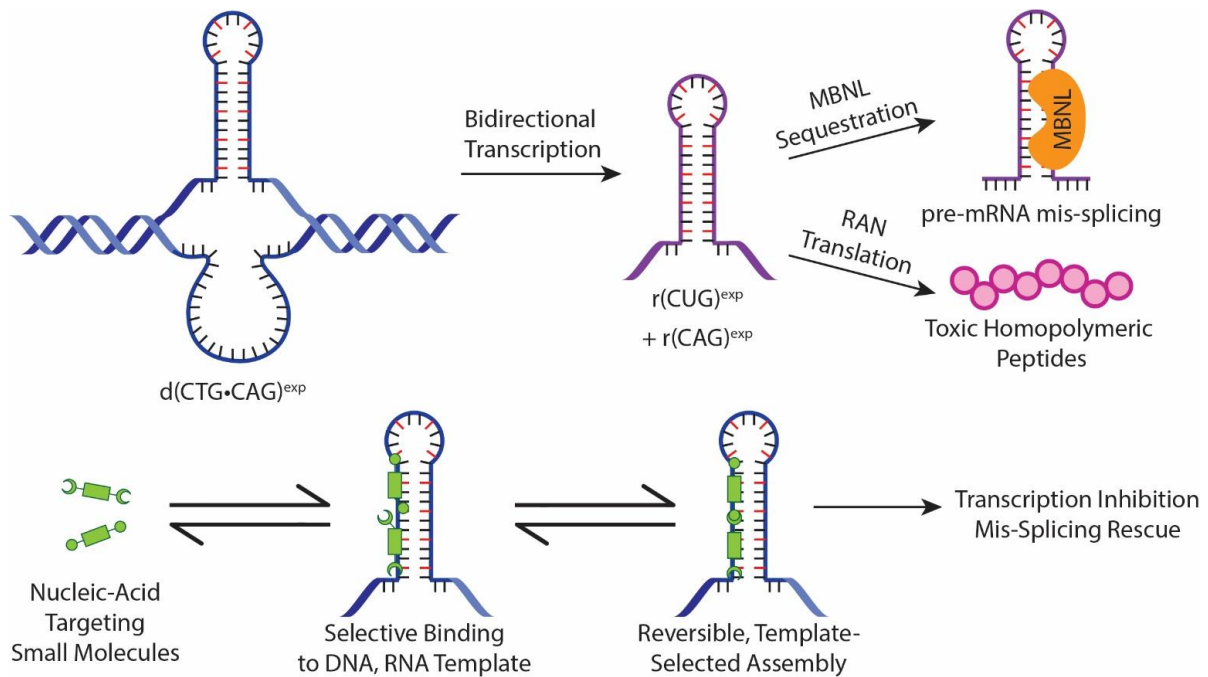 Bidirectional
Transcription
MBNL
Sequestration
MBNL
pre-mRNA mis-splicing
RAN
Translation
Toxic Homopolymeric
Peptides
r(CUG)exp
+ r(CAG)exp
d(CTG•CAG)exp
Nucleic-Acid
Targeting
Small Molecules
Selective Binding
to DNA, RNA Template
Reversible, Template-
Selected Assembly
Transcription Inhibition
Mis-Splicing Rescue